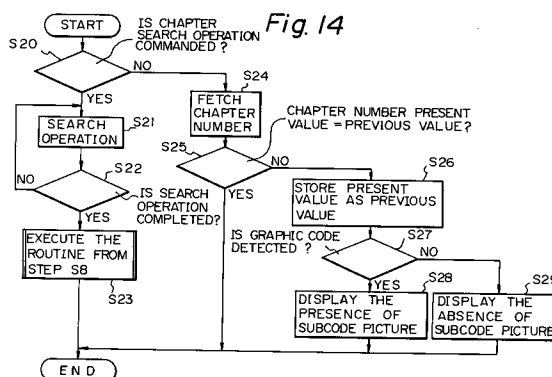 Fig. 14
START
IS CHAPTER
SEARCH OPERATION
COMMANDED ?
S20
NO
YES
S24
FETCH
CHAPTER
NUMBER
S21
SEARCH
OPERATION
CHAPTER NUMBER PRESENT
VALUE = PREVIOUS VALUE?
S25
NO
YES
S22
NO
IS SEARCH
OPERATION
COMPLETED?
YES
S26
STORE PRESENT
VALUE AS PREVIOUS
VALUE
EXECUTE THE
ROUTINE FROM
STEP S8
S23
IS GRAPHIC CODE
DETECTED ?
S27
NO
YES
S28
DISPLAY THE
PRESENCE OF
SUBCODE PICTURE
S29
DISPLAY THE
ABSENCE OF
SUBCODE PICTURE
END